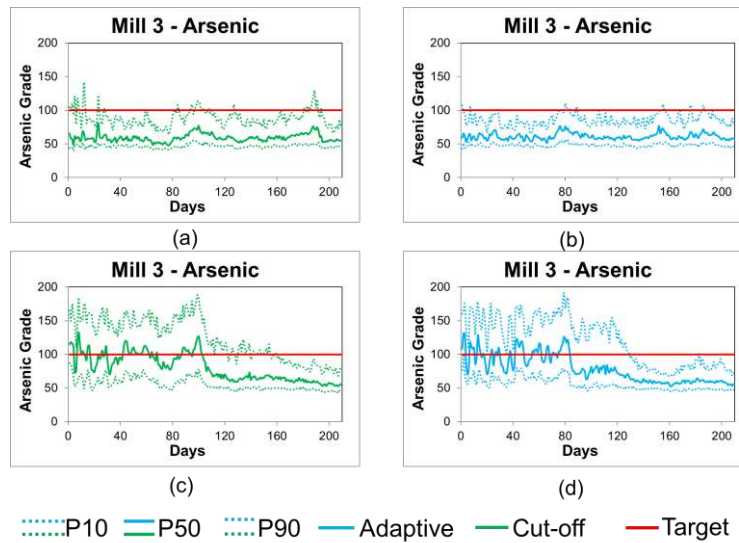 Mill 3 - Arsenic
200
150
100
50
0
Arsenic Grade
0 40 80 120 160 200
Days
(a)
Mill 3 - Arsenic
200
150
100
50
0
Arsenic Grade
0 40 80 120 160 200
Days
(b)
Mill 3 - Arsenic
200
150
100
50
0
Arsenic Grade
0 40 80 120 160 200
Days
(c)
Mill 3 - Arsenic
200
150
100
50
0
Arsenic Grade
0 40 80 120 160 200
Days
(d)
P10 P50 P90 Adaptive Cut-off Target